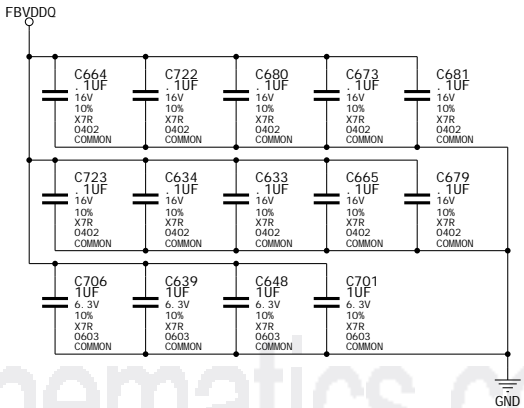 FBVDDQ
C664
.1UF
16V
10%
X7R
0402
COMMON
C722
.1UF
16V
10%
X7R
0402
COMMON
C680
.1UF
16V
10%
X7R
0402
COMMON
C673
.1UF
16V
10%
X7R
0402
COMMON
C681
.1UF
16V
10%
X7R
0402
COMMON
C723
.1UF
16V
10%
X7R
0402
COMMON
C634
.1UF
16V
10%
X7R
0402
COMMON
C633
.1UF
16V
10%
X7R
0402
COMMON
C665
.1UF
16V
10%
X7R
0402
COMMON
C679
.1UF
16V
10%
X7R
0402
COMMON
C706
1UF
6.3V
10%
X7R
0603
COMMON
C639
1UF
6.3V
10%
X7R
0603
COMMON
C648
1UF
6.3V
10%
X7R
0603
COMMON
C701
1UF
6.3V
10%
X7R
0603
COMMON
GND